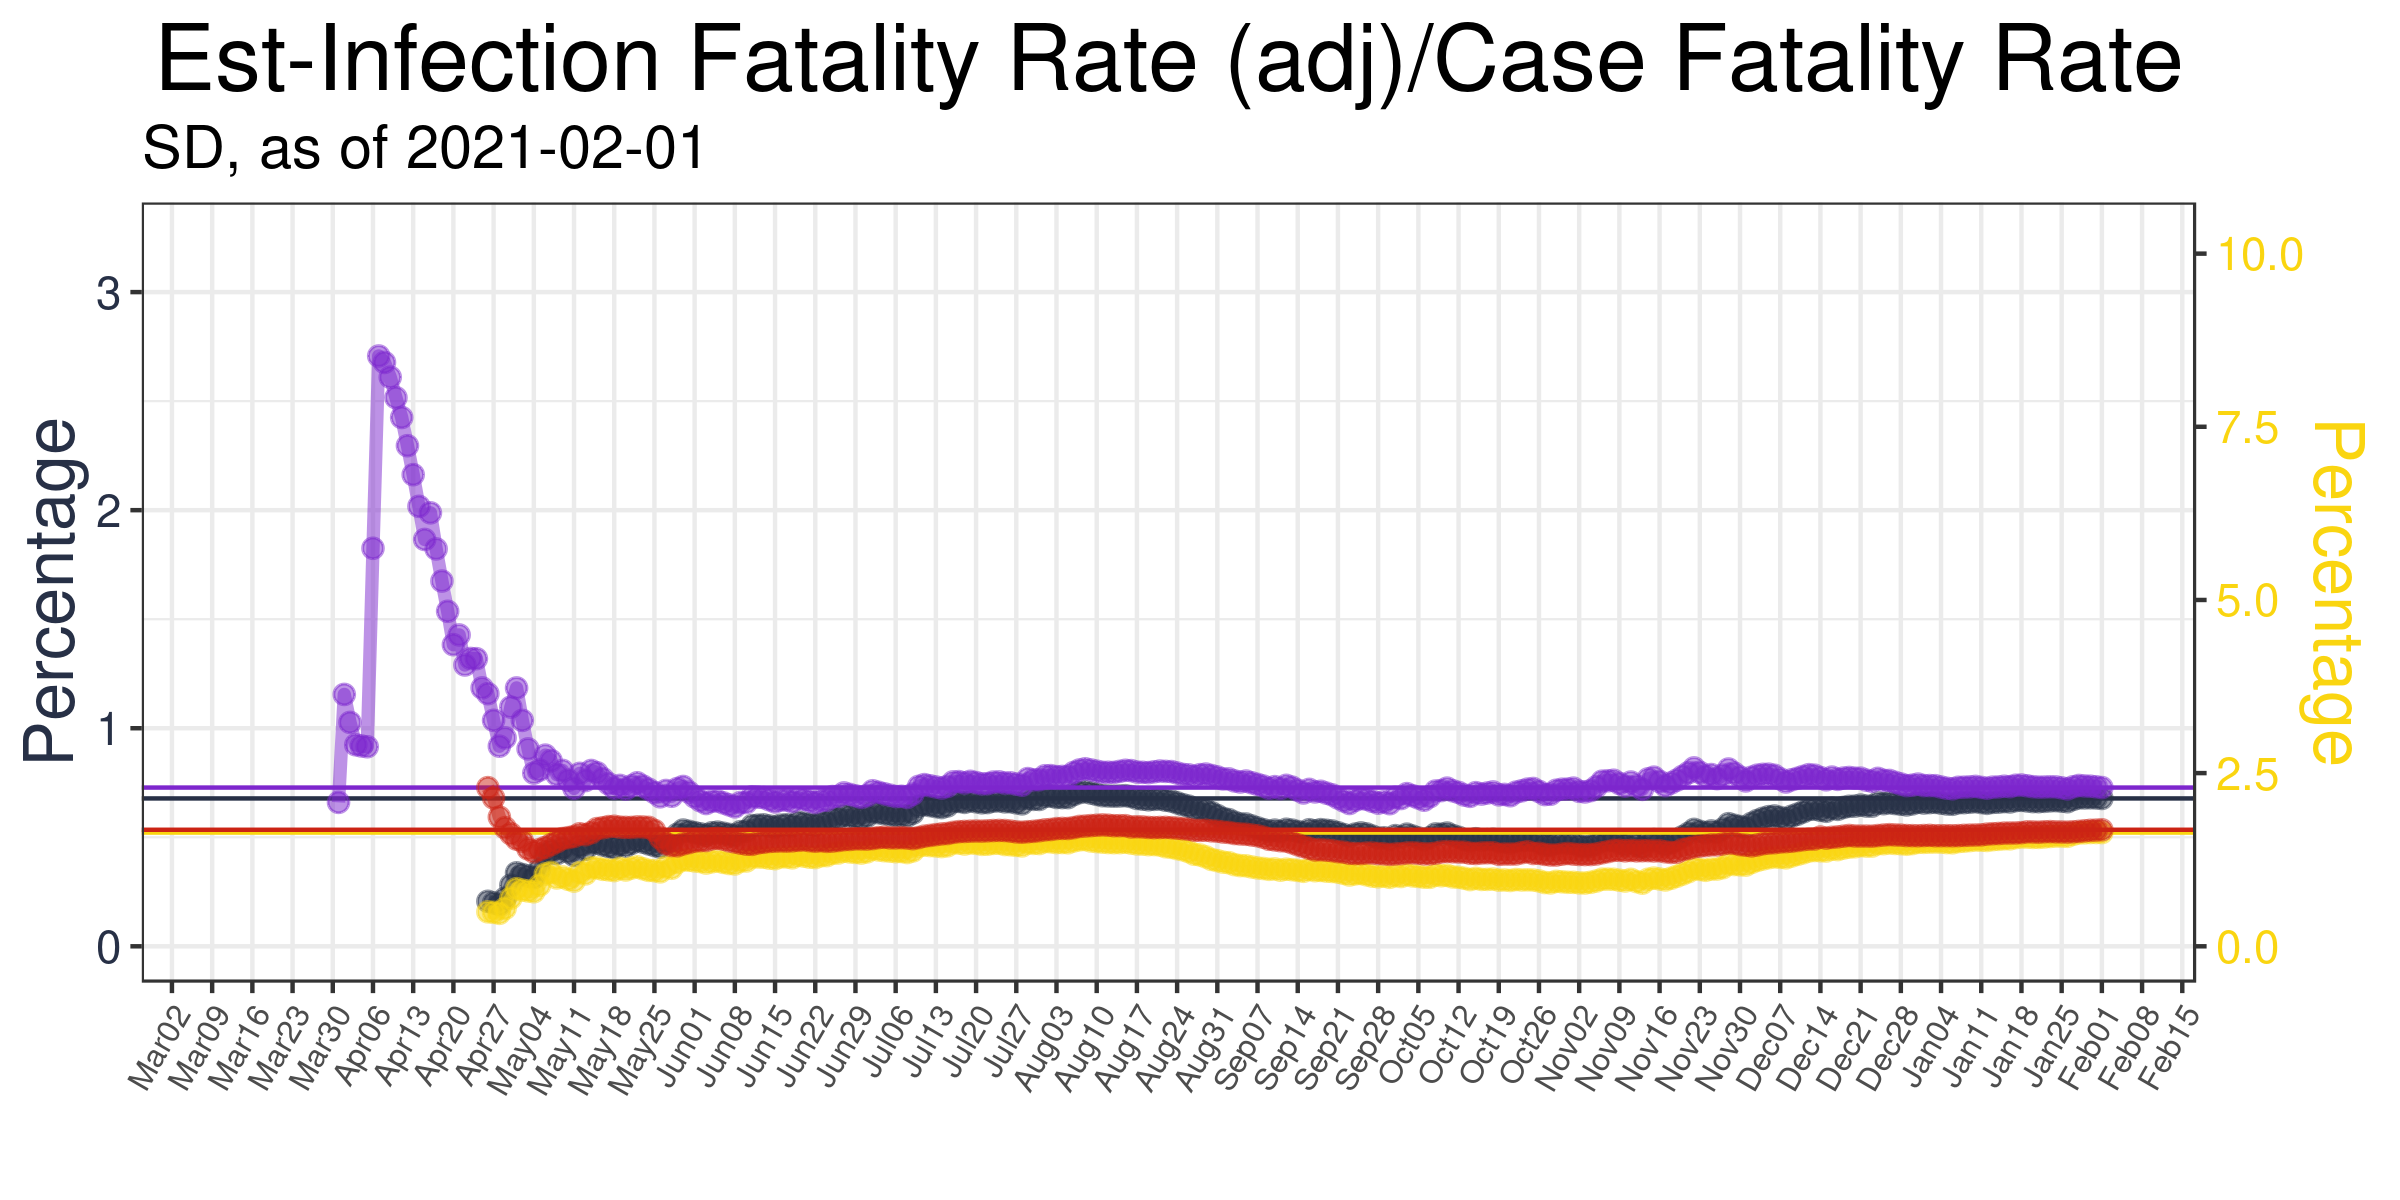 Est-Infection Fatality Rate (adj)/Case Fatality Rate
SD, as of 2021-02-01
Percentage
3
2
1
0
10.0
7.5
5.0
2.5
0.0
Percentage
Mar02
Mar09
Mar16
Mar23
Mar30
Apr06
Apr13
Apr20
Apr27
May04
May11
May18
May25
Jun01
Jun08
Jun15
Jun22
Jun29
Jul06
Jul13
Jul20
Jul27
Aug03
Aug10
Aug17
Aug24
Aug31
Sep07
Sep14
Sep21
Sep28
Oct05
Oct12
Oct19
Oct26
Nov02
Nov09
Nov16
Nov23
Nov30
Nov07
Dec14
Dec21
Dec28
Dec04
Jan11
Jan18
Jan25
Feb01
Feb08
Feb15